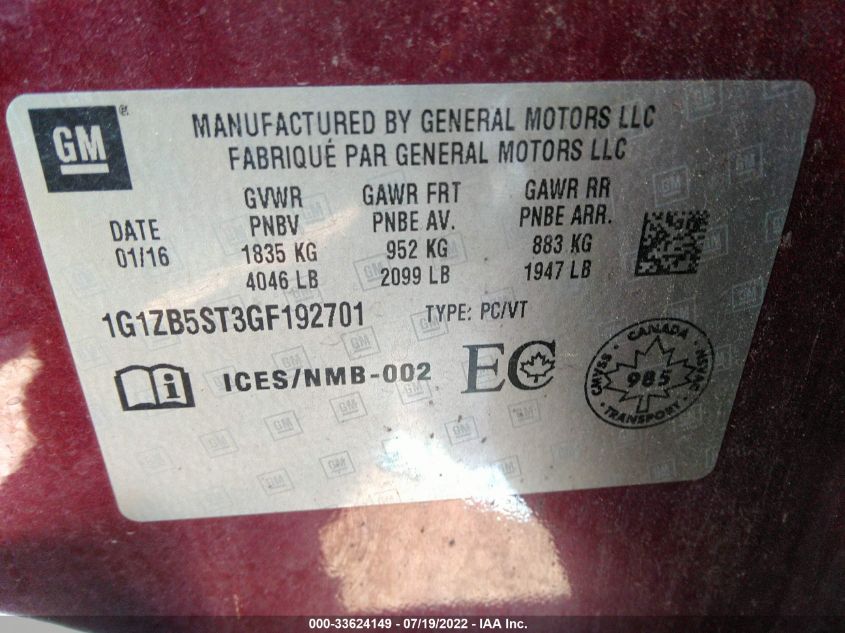 GM ®
MANUFACTURED BY GENERAL MOTORS LLC
FABRIQUÉ PAR GENERAL MOTORS LLC
DATE
01/16
GVWR
PNBV
1835 KG
4046 LB
GAWR FRT
PNBE AV.
952 KG
2099 LB
GAWR RR
PNBE ARR.
883 KG
1947 LB
1G1ZB5ST3GF192701
TYPE: PC/VT
i
ICES/NMB-002
EC
CANADA
CMVSS
NSVAC
985
TRANSPORT
000-33624149 - 07/19/2022 - IAA Inc.